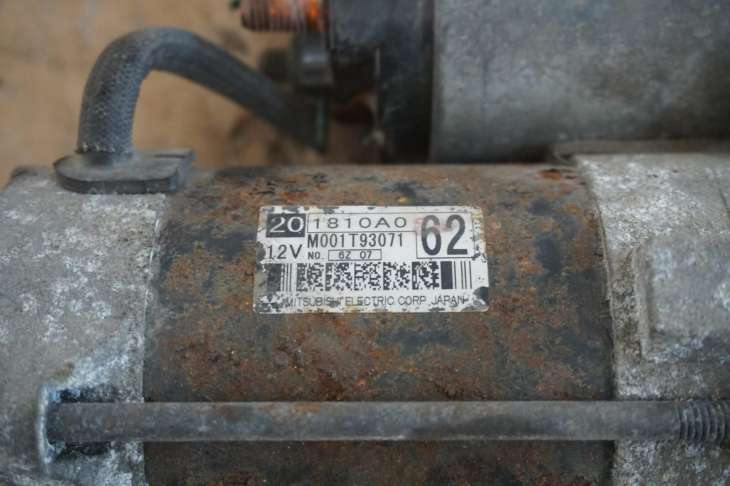 20 1810A0 62
12V M001T93071
NO. 6Z 07
MITSUBISHI ELECTRIC CORP. JAPAN